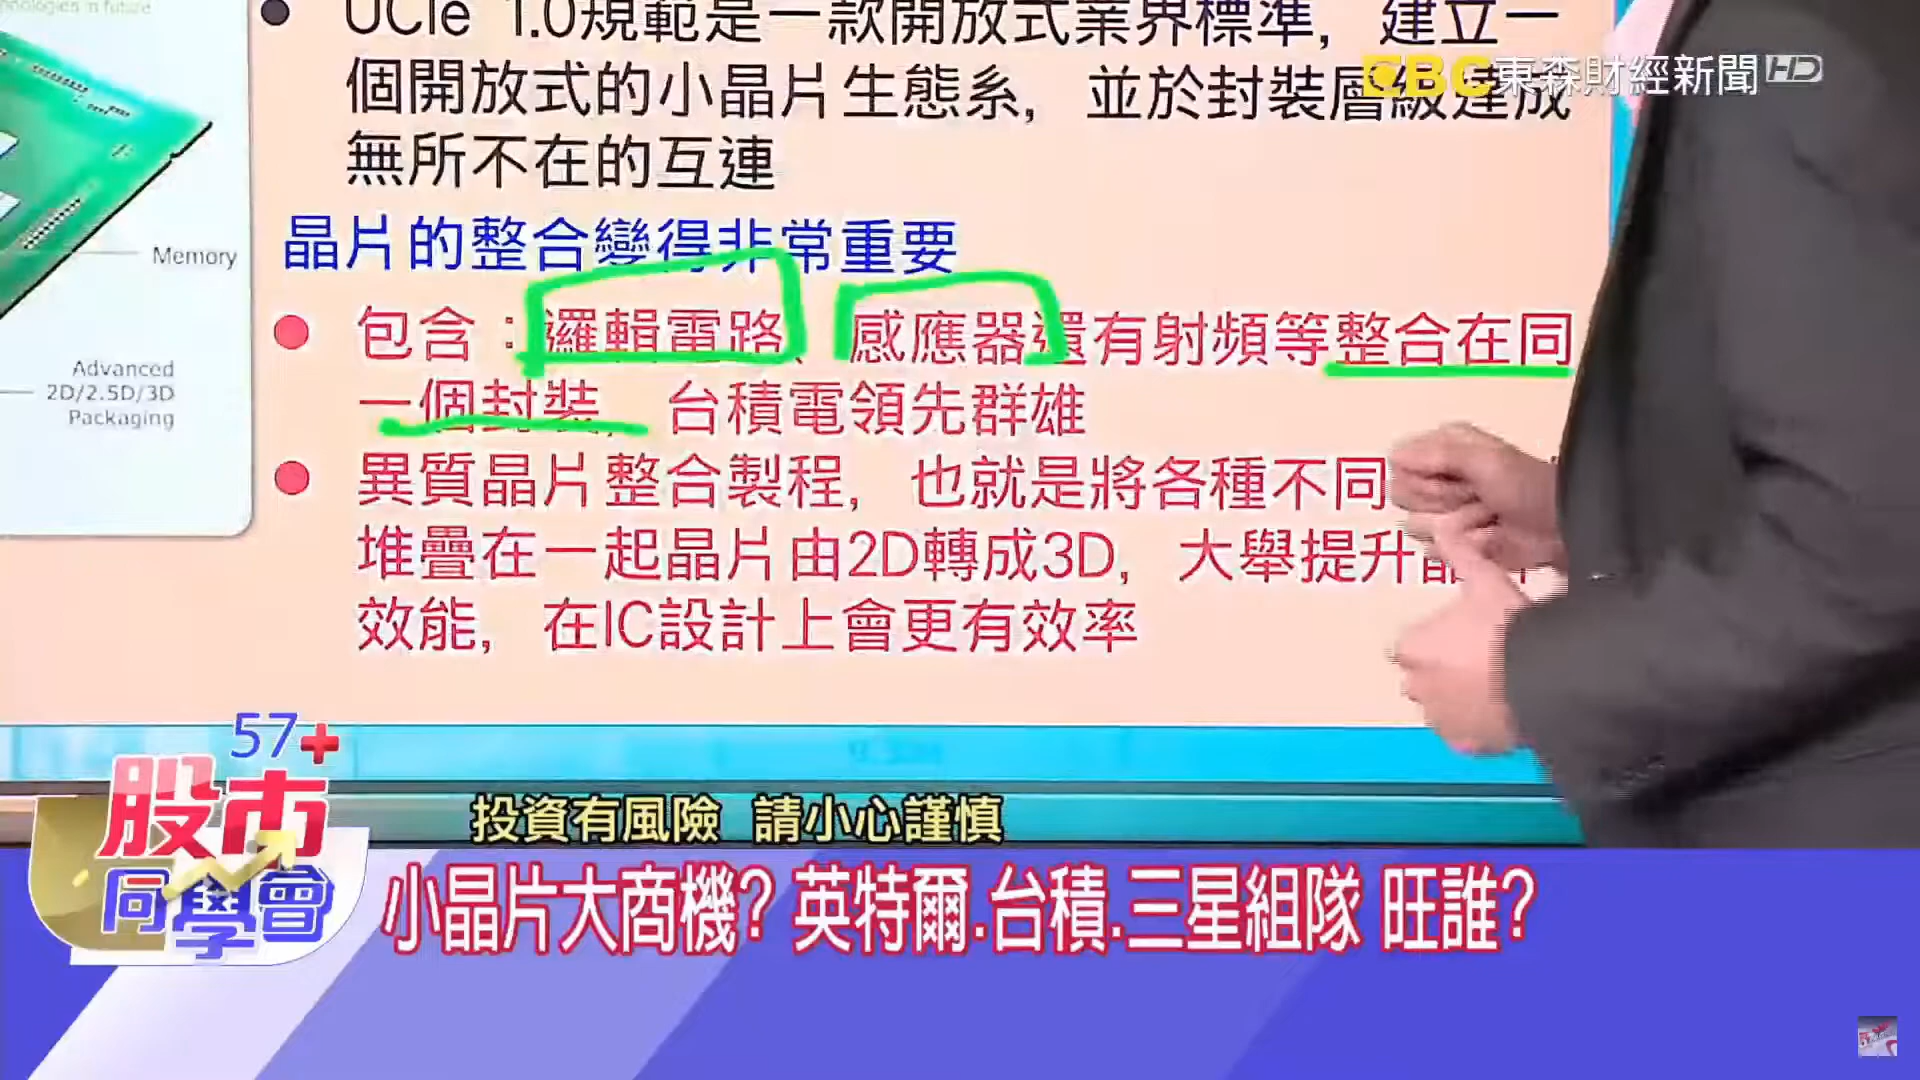 hnologies in future
UCIe 1.0規範是一款開放式業界標準，建立一
個開放式的小晶片生態系，並於封裝層級達成
無所不在的互連
EBC 東森財經新聞 HD
晶片的整合變得非常重要
Memory
包含：邏輯電路、感應器還有射頻等整合在同
一個封裝，台積電領先群雄
Advanced
2D/2.5D/3D
Packaging
異質晶片整合製程，也就是將各種不同
堆疊在一起晶片由2D轉成3D，大舉提升
效能，在IC設計上會更有效率
57+
股市
同學會
投資有風險 請小心謹慎
小晶片大商機？英特爾.台積.三星組隊 旺誰？